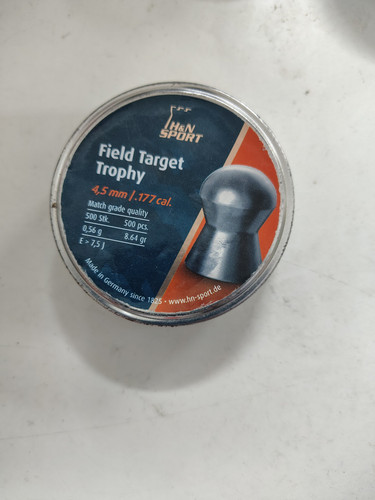 H&N
SPORT
Field Target
Trophy
4,5 mm / .177 cal.
Match grade quality
500 Stk. 500 pcs.
0,56 g 8.64 gr
E > 7,5 J
Made in Germany since 1825 - www.hn-sport.de